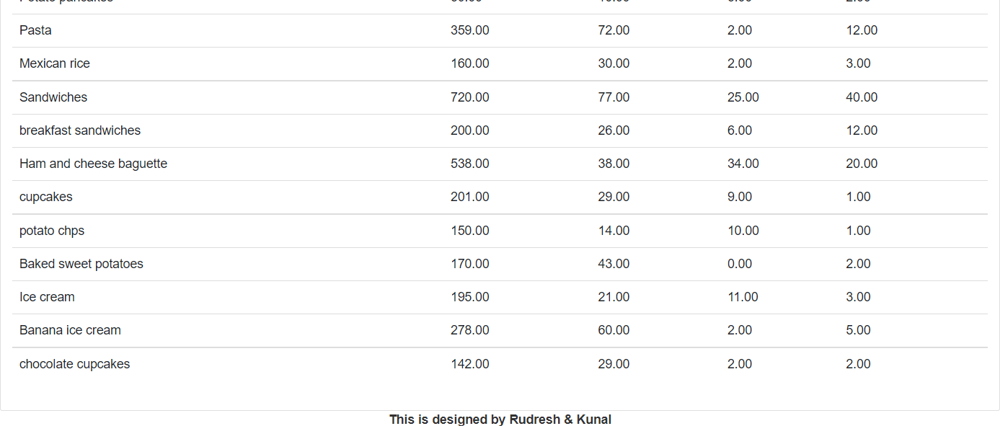 Pasta 359.00 72.00 2.00 12.00
Mexican rice 160.00 30.00 2.00 3.00
Sandwiches 720.00 77.00 25.00 40.00
breakfast sandwiches 200.00 26.00 6.00 12.00
Ham and cheese baguette 538.00 38.00 34.00 20.00
cupcakes 201.00 29.00 9.00 1.00
potato chps 150.00 14.00 10.00 1.00
Baked sweet potatoes 170.00 43.00 0.00 2.00
Ice cream 195.00 21.00 11.00 3.00
Banana ice cream 278.00 60.00 2.00 5.00
chocolate cupcakes 142.00 29.00 2.00 2.00
This is designed by Rudresh & Kunal